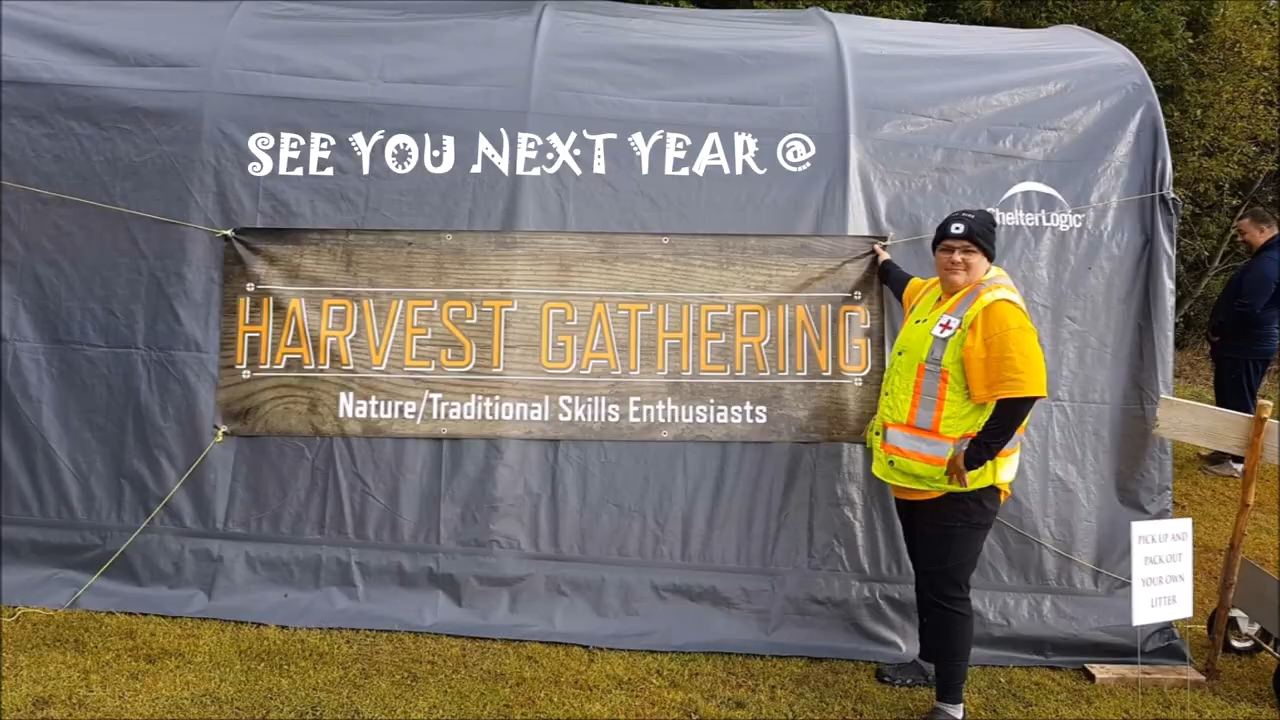 SEE YOU NEXT YEAR @
ShelterLogic
HARVEST GATHERING
Nature/Traditional Skills Enthusiasts
PICK UP AND
PACK OUT
YOUR OWN
LITTER